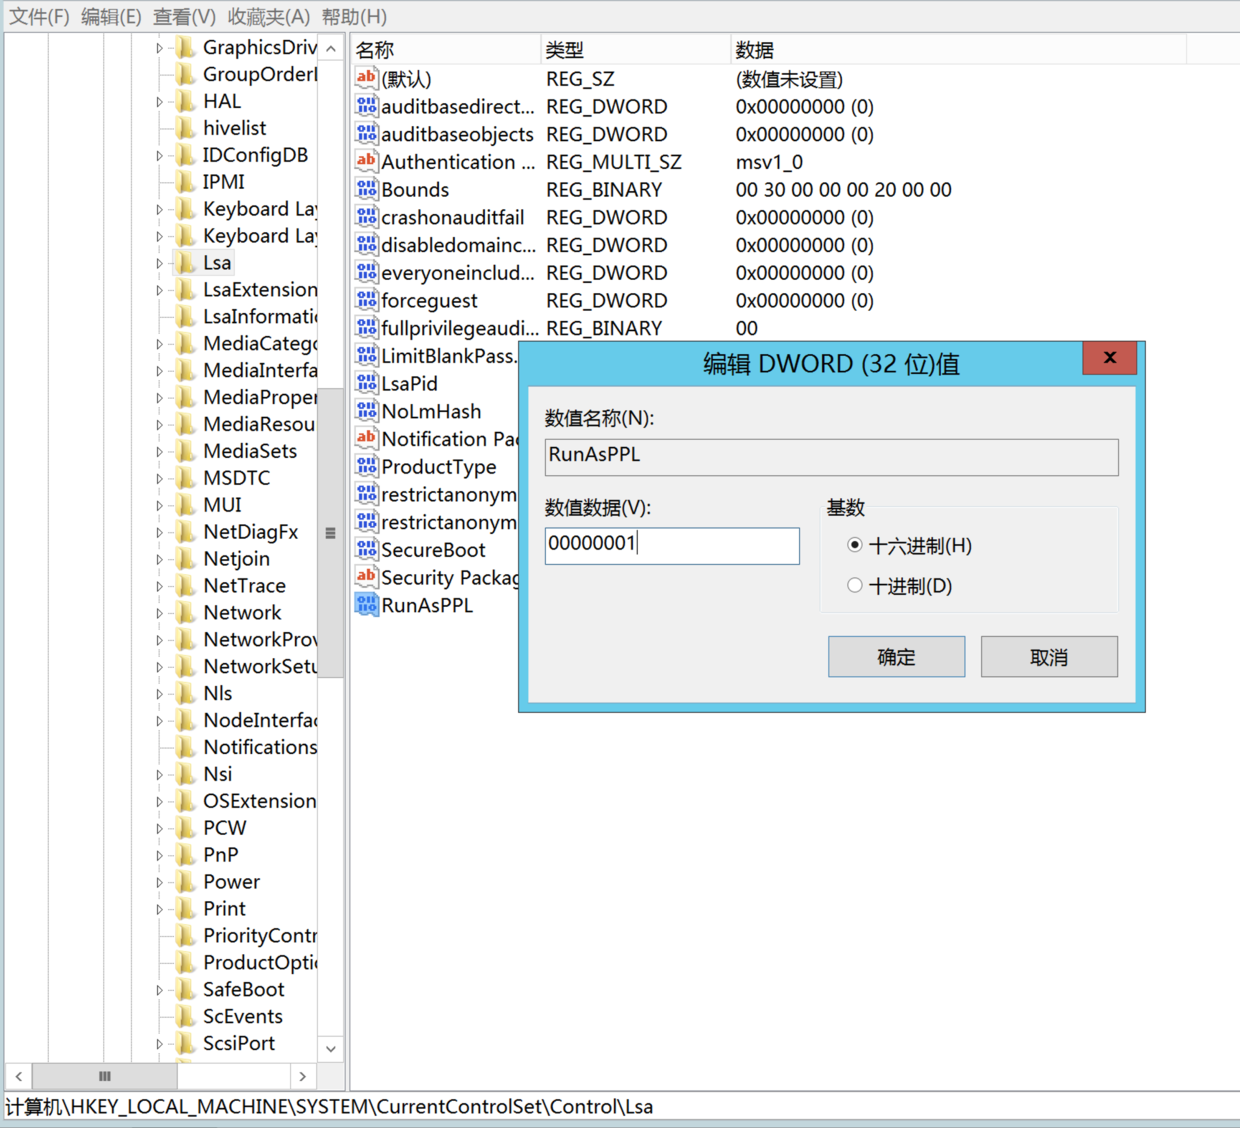 文件(F) 编辑(E) 查看(V) 收藏夹(A) 帮助(H)
GraphicsDriv
GroupOrderL
HAL
hivelist
IDConfigDB
IPMI
Keyboard Lay
Keyboard Lay
Lsa
LsaExtension
LsaInformatic
MediaCatego
MediaInterfa
MediaProper
MediaResou
MediaSets
MSDTC
MUI
NetDiagFx
Netjoin
NetTrace
Network
NetworkProv
NetworkSetu
Nls
NodeInterfac
Notifications
Nsi
OSExtension
PCW
PnP
Power
Print
PriorityContr
ProductOptic
SafeBoot
ScEvents
ScsiPort
名称 类型 数据
(默认) REG_SZ (数值未设置)
auditbasedirect... REG_DWORD 0x00000000 (0)
auditbaseobjects REG_DWORD 0x00000000 (0)
Authentication ... REG_MULTI_SZ msv1_0
Bounds REG_BINARY 00 30 00 00 00 20 00 00
crashonauditfail REG_DWORD 0x00000000 (0)
disabledomainc... REG_DWORD 0x00000000 (0)
everyoneinclud... REG_DWORD 0x00000000 (0)
forceguest REG_DWORD 0x00000000 (0)
fullprivilegeaudi... REG_BINARY 00
LimitBlankPass.
LsaPid
NoLmHash
Notification Pac
ProductType
restrictanonym
restrictanonym
SecureBoot
Security Packag
RunAsPPL
编辑 DWORD (32 位)值
x
数值名称(N):
RunAsPPL
数值数据(V):
00000001
基数
十六进制(H)
十进制(D)
确定 取消
计算机\HKEY_LOCAL_MACHINE\SYSTEM\CurrentControlSet\Control\Lsa